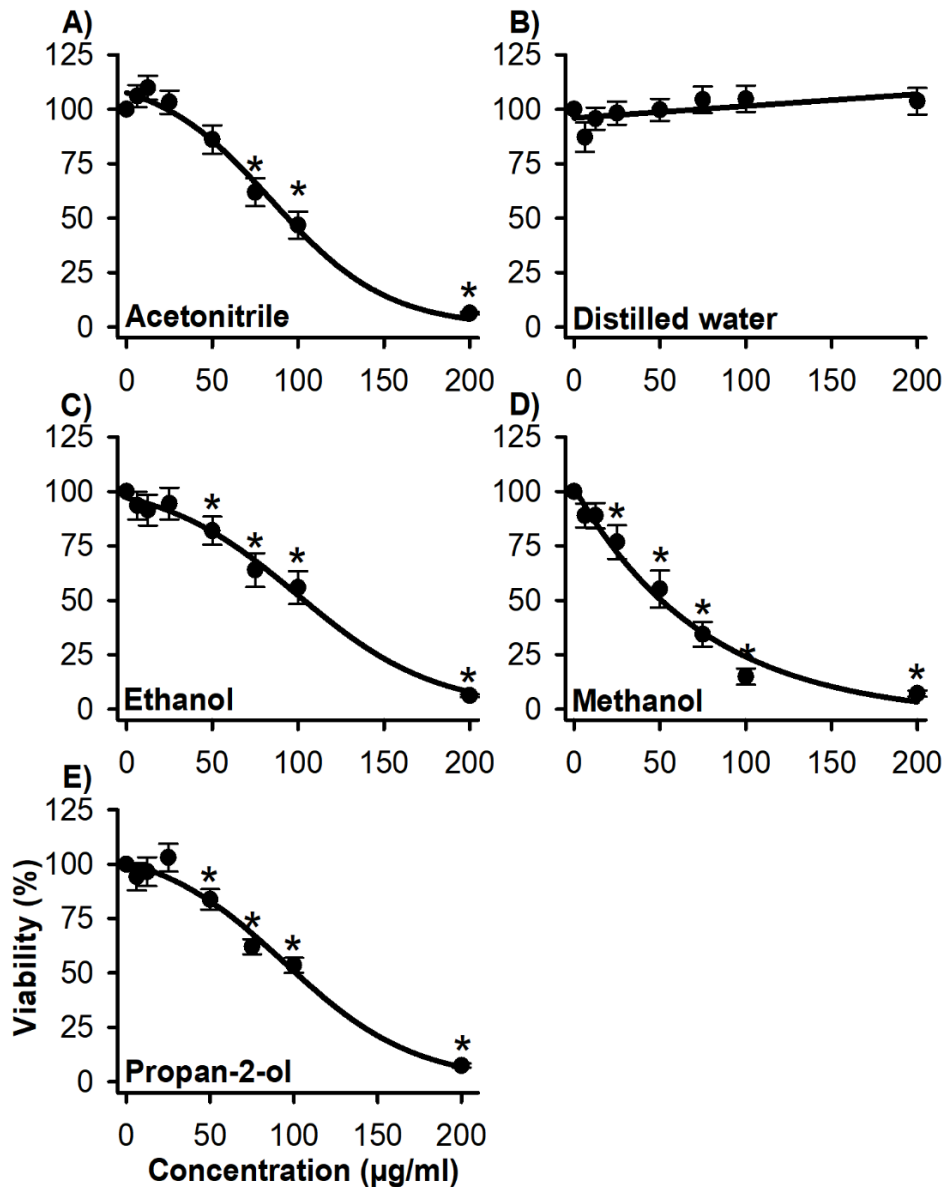 A)
125
100
75
50
25
0
* * *
Acetonitrile
0 50 100 150 200
B)
125
100
75
50
25
0
Distilled water
0 50 100 150 200
C)
125
100
75
50
25
0
* * * *
Ethanol
0 50 100 150 200
D)
125
100
75
50
25
0
* * * * *
Methanol
0 50 100 150 200
E)
Viability (%)
125
100
75
50
25
0
* * * *
Propan-2-ol
0 50 100 150 200
Concentration (µg/ml)